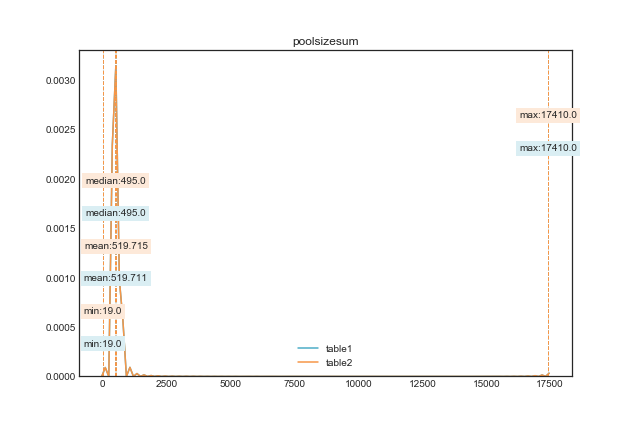 poolsizesum
0.0030
0.0025
0.0020
0.0015
0.0010
0.0005
0.0000
max:17410.0
max:17410.0
median:495.0
median:495.0
mean:519.715
mean:519.711
min:19.0
min:19.0
table1
table2
0
2500
5000
7500
10000
12500
15000
17500